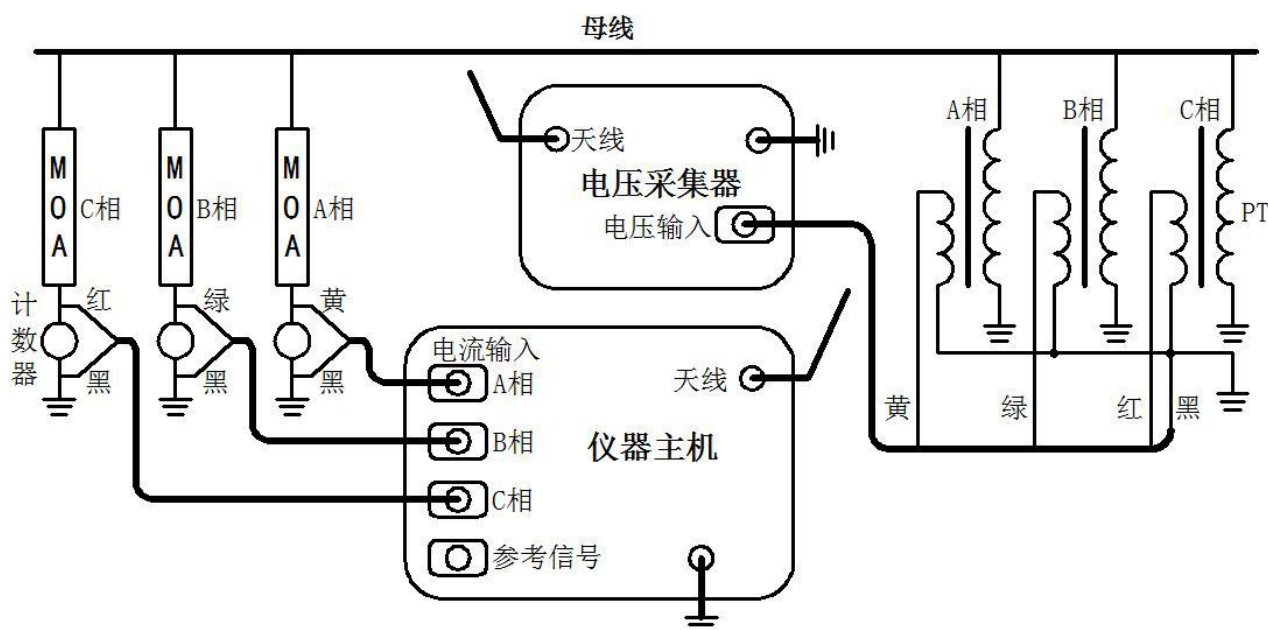 母线
MOA
C相
MOA
B相
MOA
A相
计数器
红
黑
绿
黑
黄
黑
天线
电压采集器
电压输入
电流输入
A相
B相
C相
参考信号
天线
仪器主机
A相
B相
C相
PT
黄
绿
红
黑